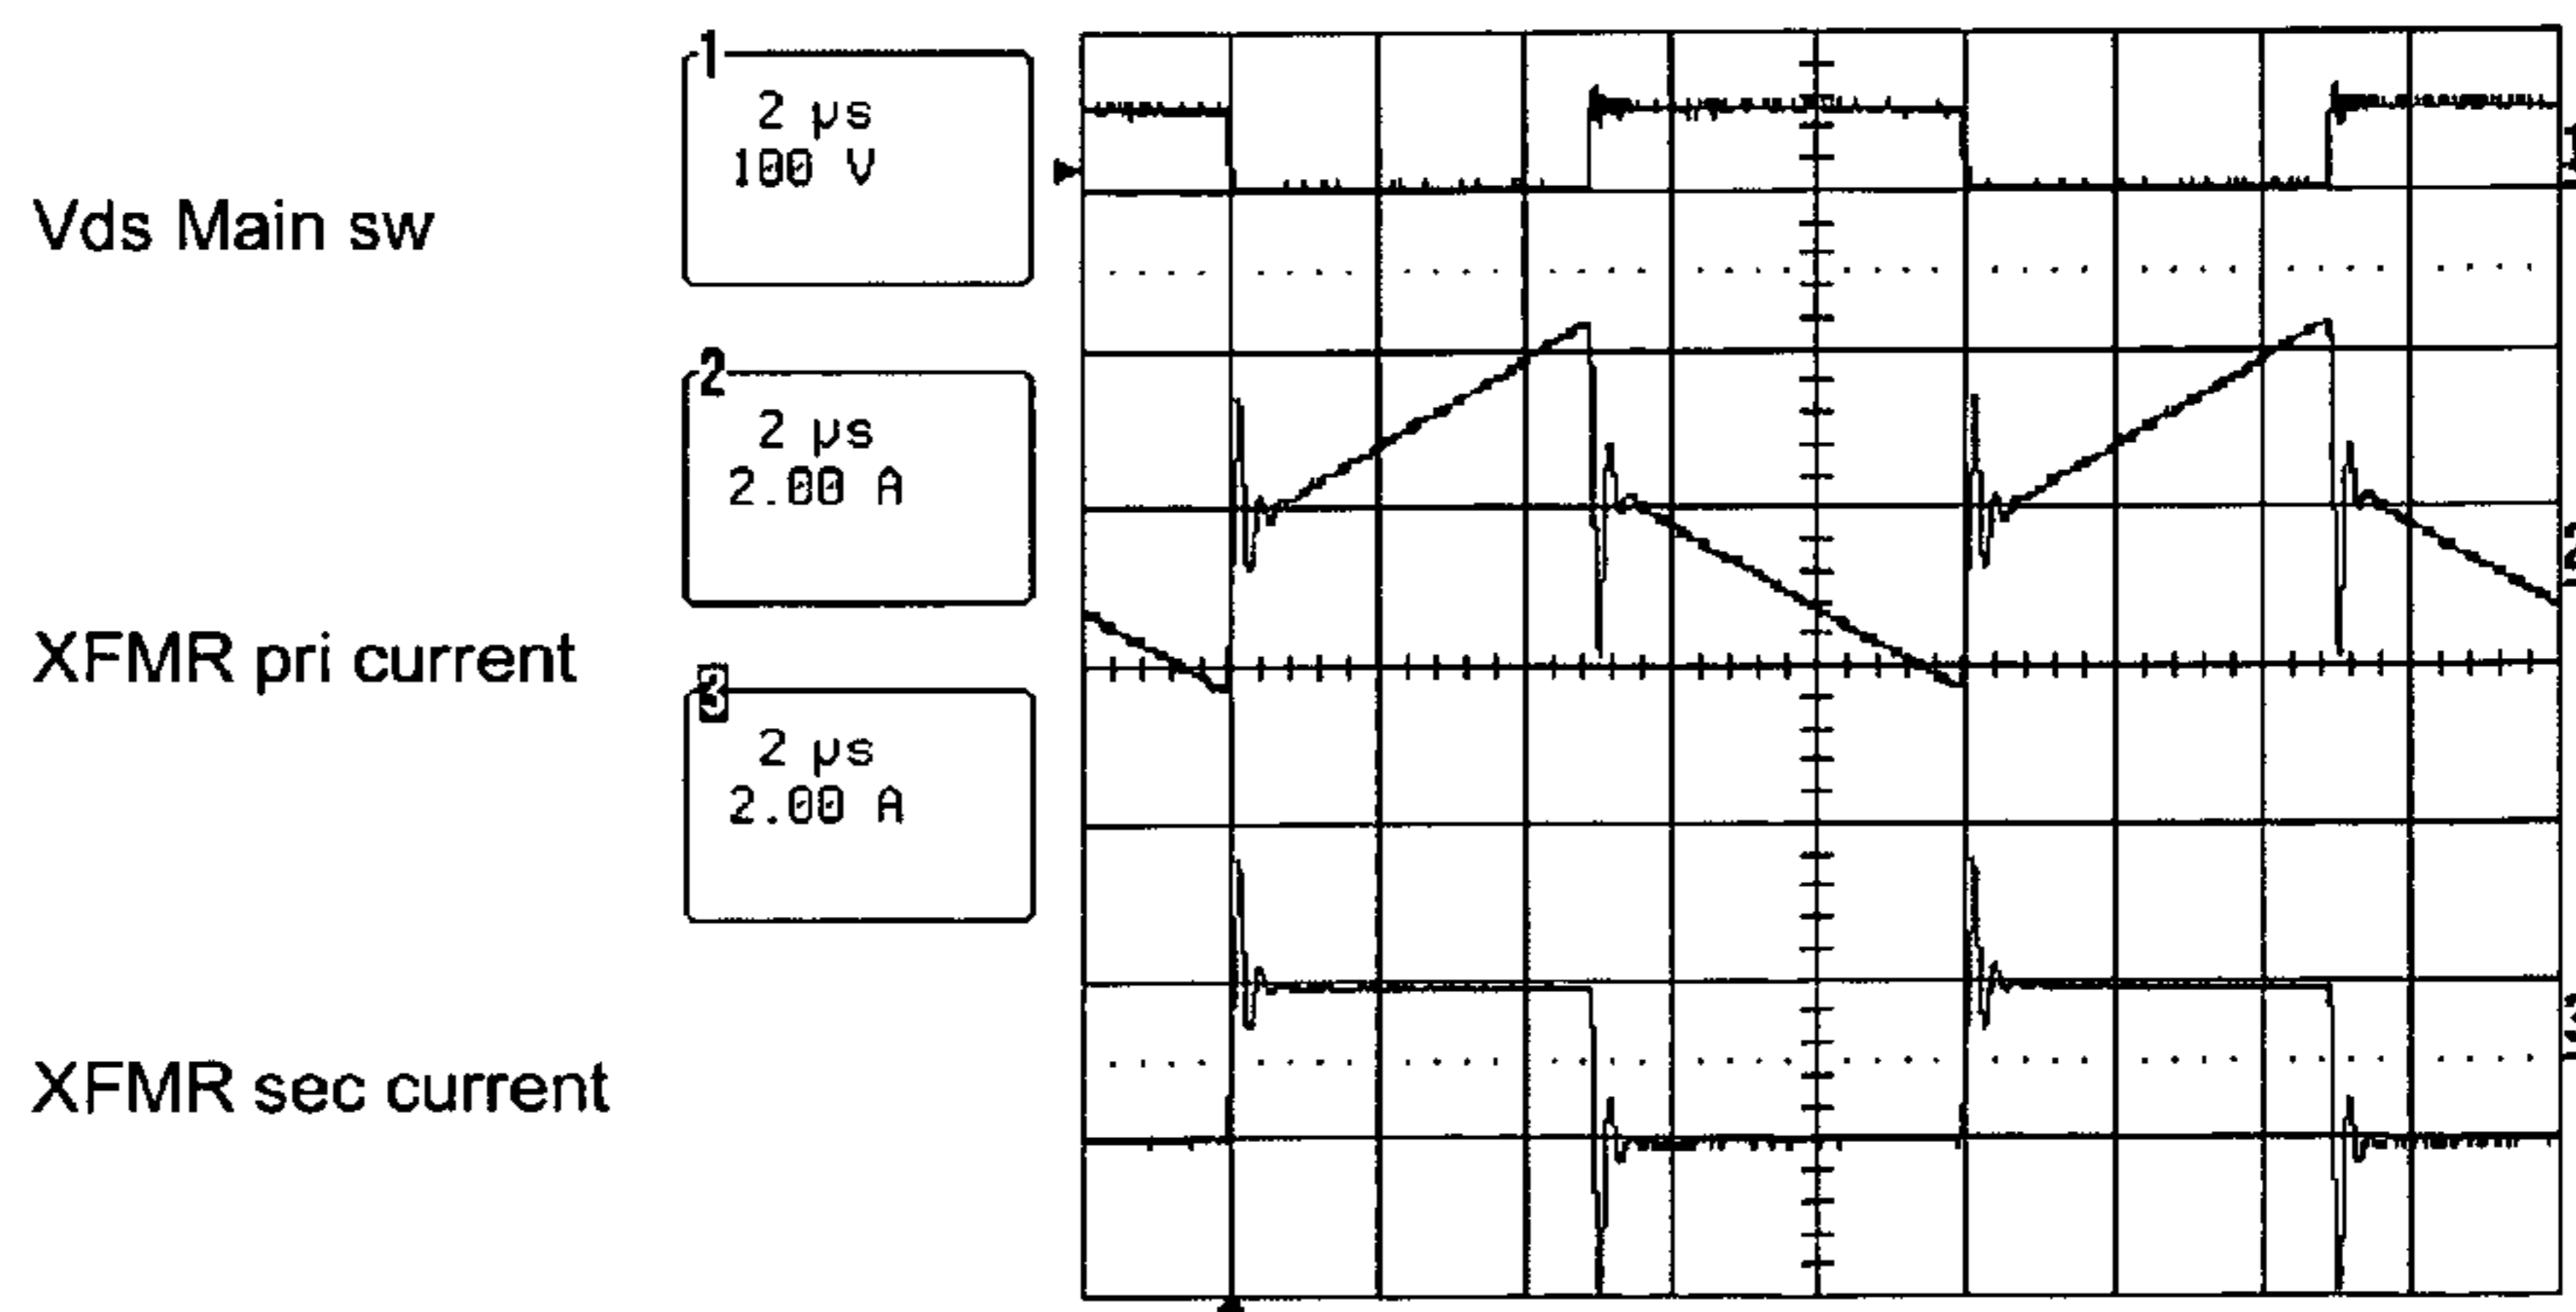 1
2 µs
100 V
Vds Main sw
2
2 µs
2.00 A
XFMR pri current
3
2 µs
2.00 A
XFMR sec current